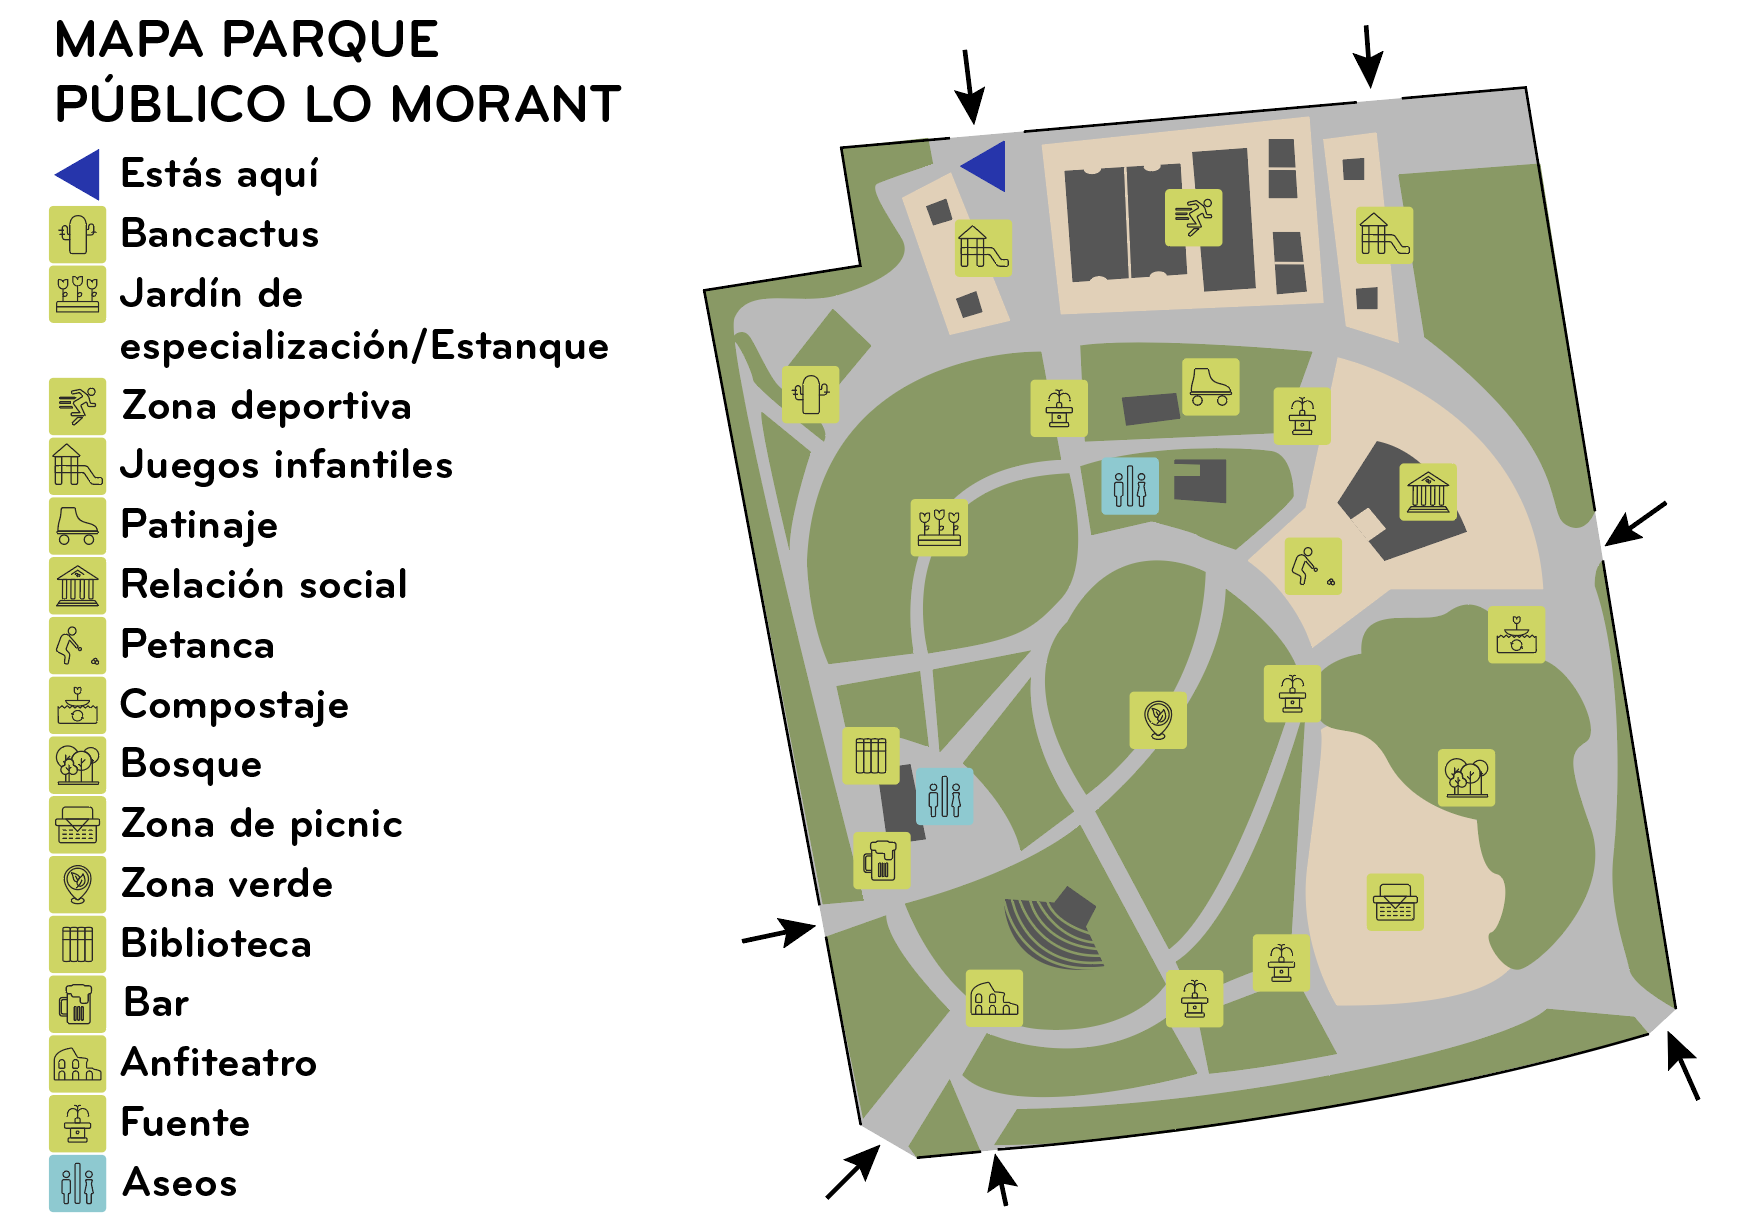 MAPA PARQUE
PÚBLICO LO MORANT
Estás aquí
Bancactus
Jardín de
especialización/Estanque
Zona deportiva
Juegos infantiles
Patinaje
Relación social
Petanca
Compostaje
Bosque
Zona de picnic
Zona verde
Biblioteca
Bar
Anfiteatro
Fuente
Aseos